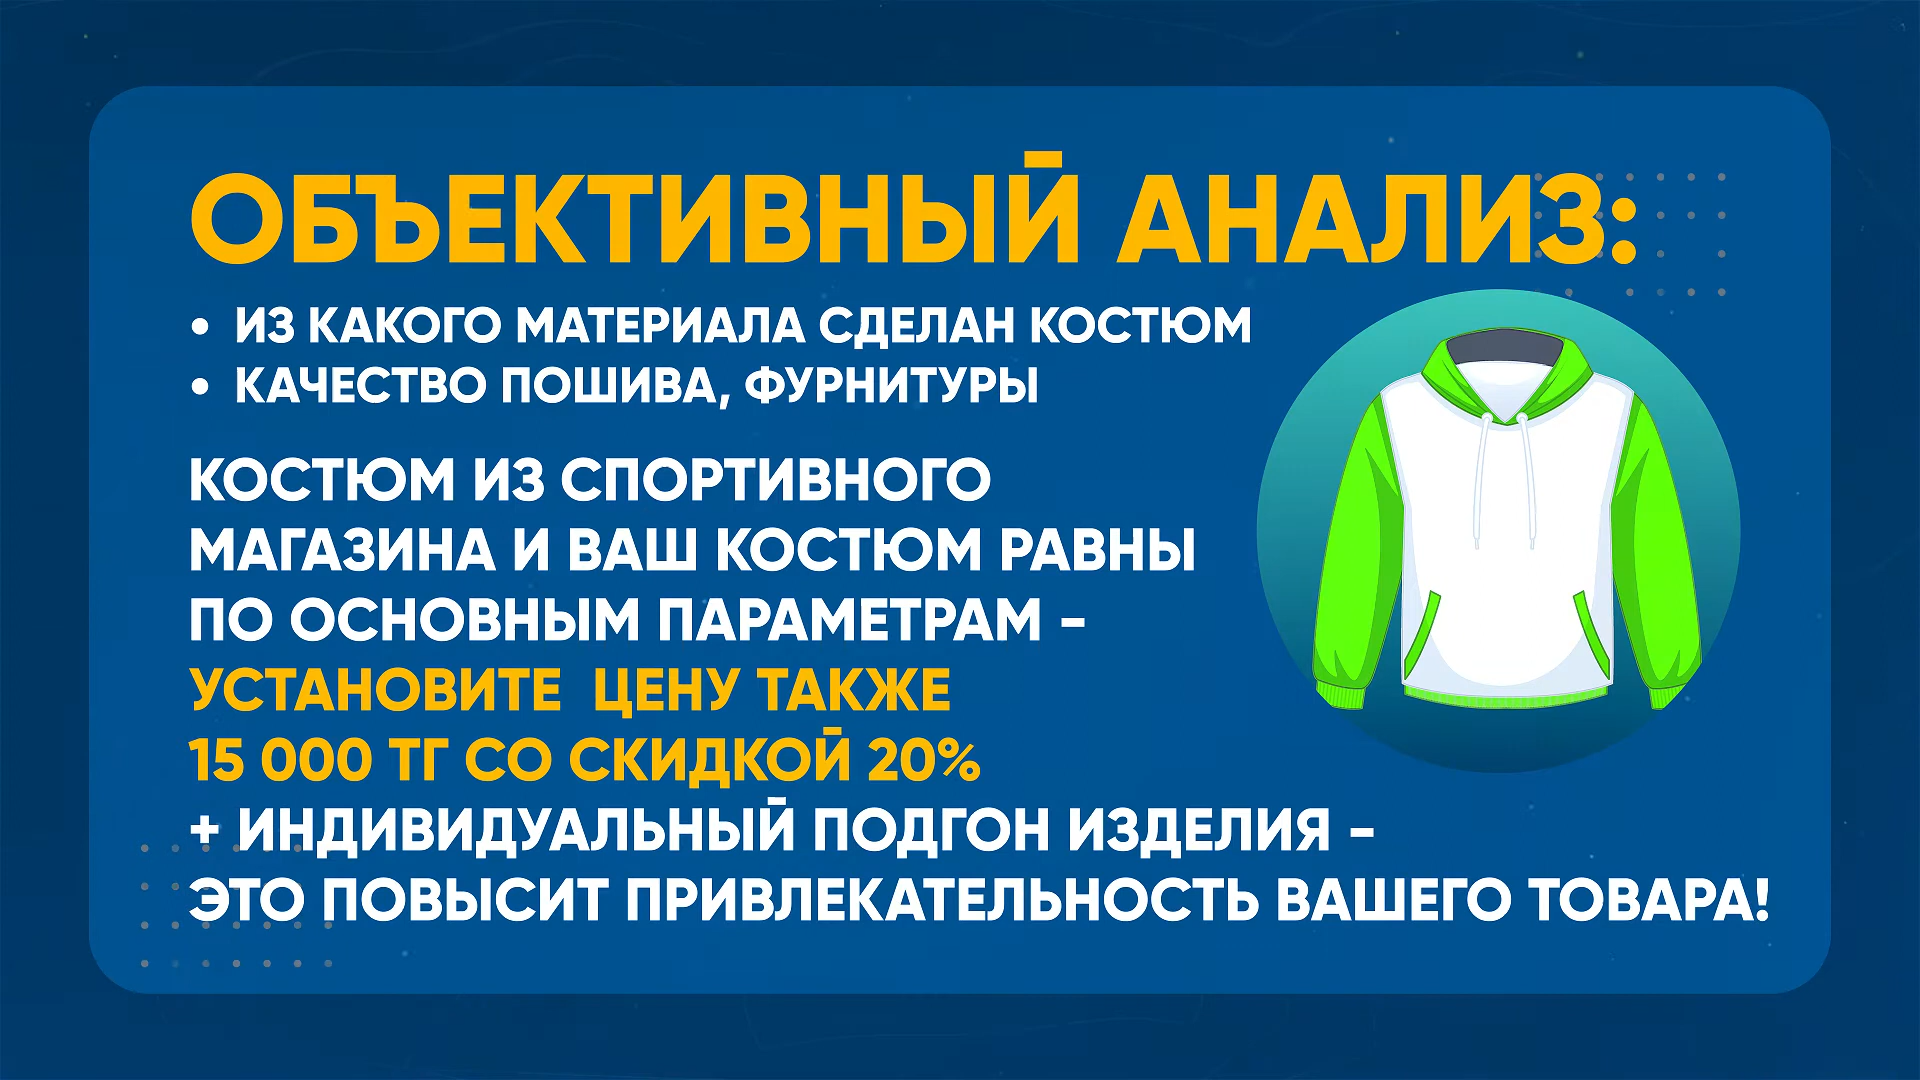 ОБЪЕКТИВНЫЙ АНАЛИЗ:
• ИЗ КАКОГО МАТЕРИАЛА СДЕЛАН КОСТЮМ
• КАЧЕСТВО ПОШИВА, ФУРНИТУРЫ
КОСТЮМ ИЗ СПОРТИВНОГО
МАГАЗИНА И ВАШ КОСТЮМ РАВНЫ
ПО ОСНОВНЫМ ПАРАМЕТРАМ -
УСТАНОВИТЕ ЦЕНУ ТАКЖЕ
15 000 ТГ СО СКИДКОЙ 20%
+ ИНДИВИДУАЛЬНЫЙ ПОДГОН ИЗДЕЛИЯ -
ЭТО ПОВЫСИТ ПРИВЛЕКАТЕЛЬНОСТЬ ВАШЕГО ТОВАРА!